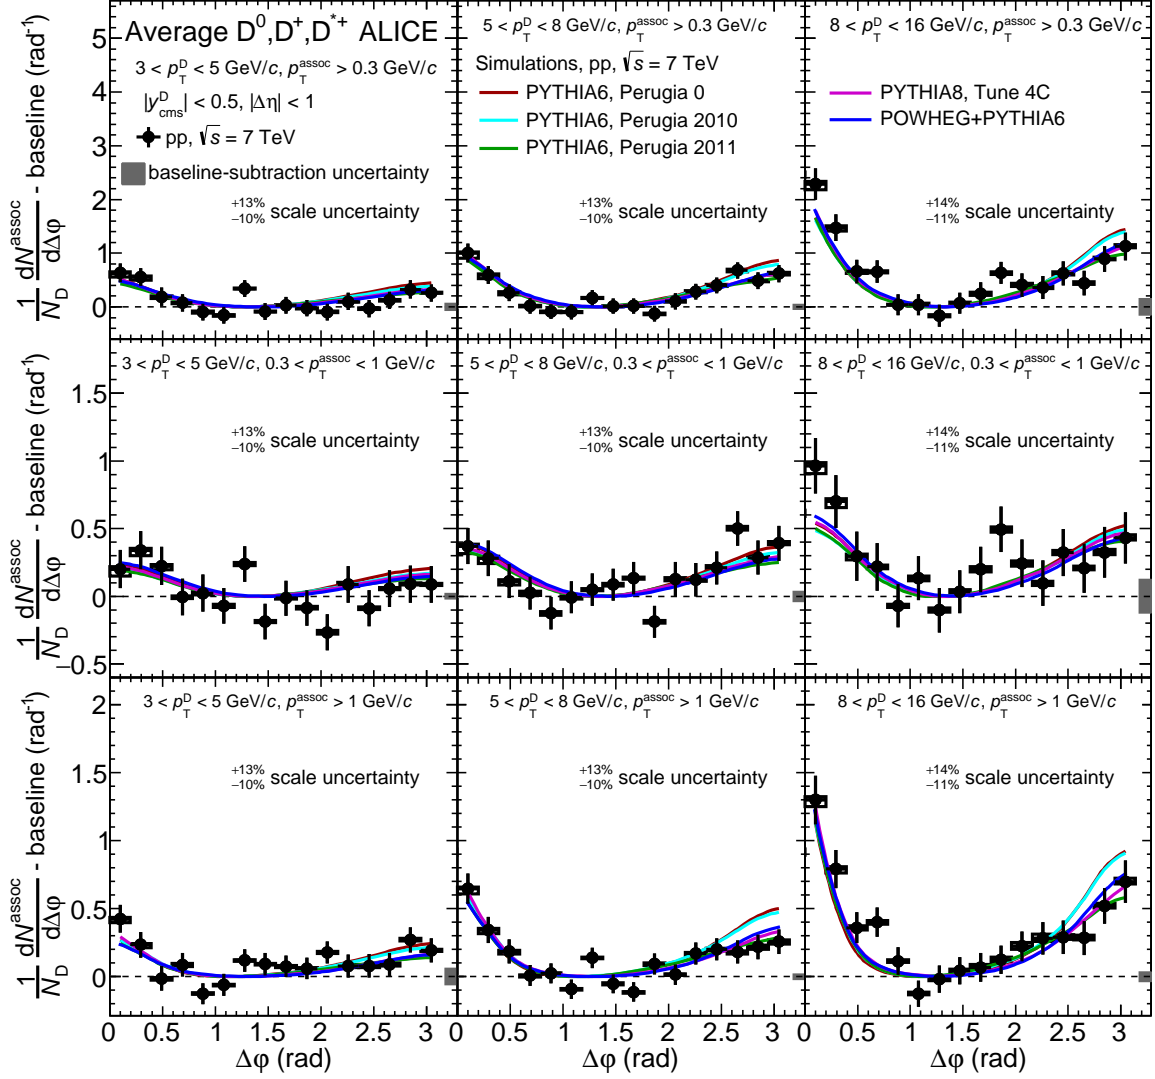 Average D⁰,D⁺,D*⁺ ALICE
3 < p_T^D < 5 GeV/c, p_T^assoc > 0.3 GeV/c
|y_cms^D| < 0.5, |Δη| < 1
pp, √s = 7 TeV
baseline-subtraction uncertainty
+13%
−10% scale uncertainty
5 < p_T^D < 8 GeV/c, p_T^assoc > 0.3 GeV/c
Simulations, pp, √s = 7 TeV
PYTHIA6, Perugia 0
PYTHIA6, Perugia 2010
PYTHIA6, Perugia 2011
+13%
−10% scale uncertainty
8 < p_T^D < 16 GeV/c, p_T^assoc > 0.3 GeV/c
PYTHIA8, Tune 4C
POWHEG+PYTHIA6
+14%
−11% scale uncertainty
1/N_D dN^assoc/dΔφ - baseline (rad⁻¹)
5
4
3
2
1
0
3 < p_T^D < 5 GeV/c, 0.3 < p_T^assoc < 1 GeV/c
+13%
−10% scale uncertainty
5 < p_T^D < 8 GeV/c, 0.3 < p_T^assoc < 1 GeV/c
+13%
−10% scale uncertainty
8 < p_T^D < 16 GeV/c, 0.3 < p_T^assoc < 1 GeV/c
+14%
−11% scale uncertainty
1/N_D dN^assoc/dΔφ - baseline (rad⁻¹)
1.5
1
0.5
0
−0.5
3 < p_T^D < 5 GeV/c, p_T^assoc > 1 GeV/c
+13%
−10% scale uncertainty
5 < p_T^D < 8 GeV/c, p_T^assoc > 1 GeV/c
+13%
−10% scale uncertainty
8 < p_T^D < 16 GeV/c, p_T^assoc > 1 GeV/c
+14%
−11% scale uncertainty
1/N_D dN^assoc/dΔφ - baseline (rad⁻¹)
2
1.5
1
0.5
0
0 0.5 1 1.5 2 2.5 3
Δφ (rad)
0 0.5 1 1.5 2 2.5 3
Δφ (rad)
0 0.5 1 1.5 2 2.5 3
Δφ (rad)